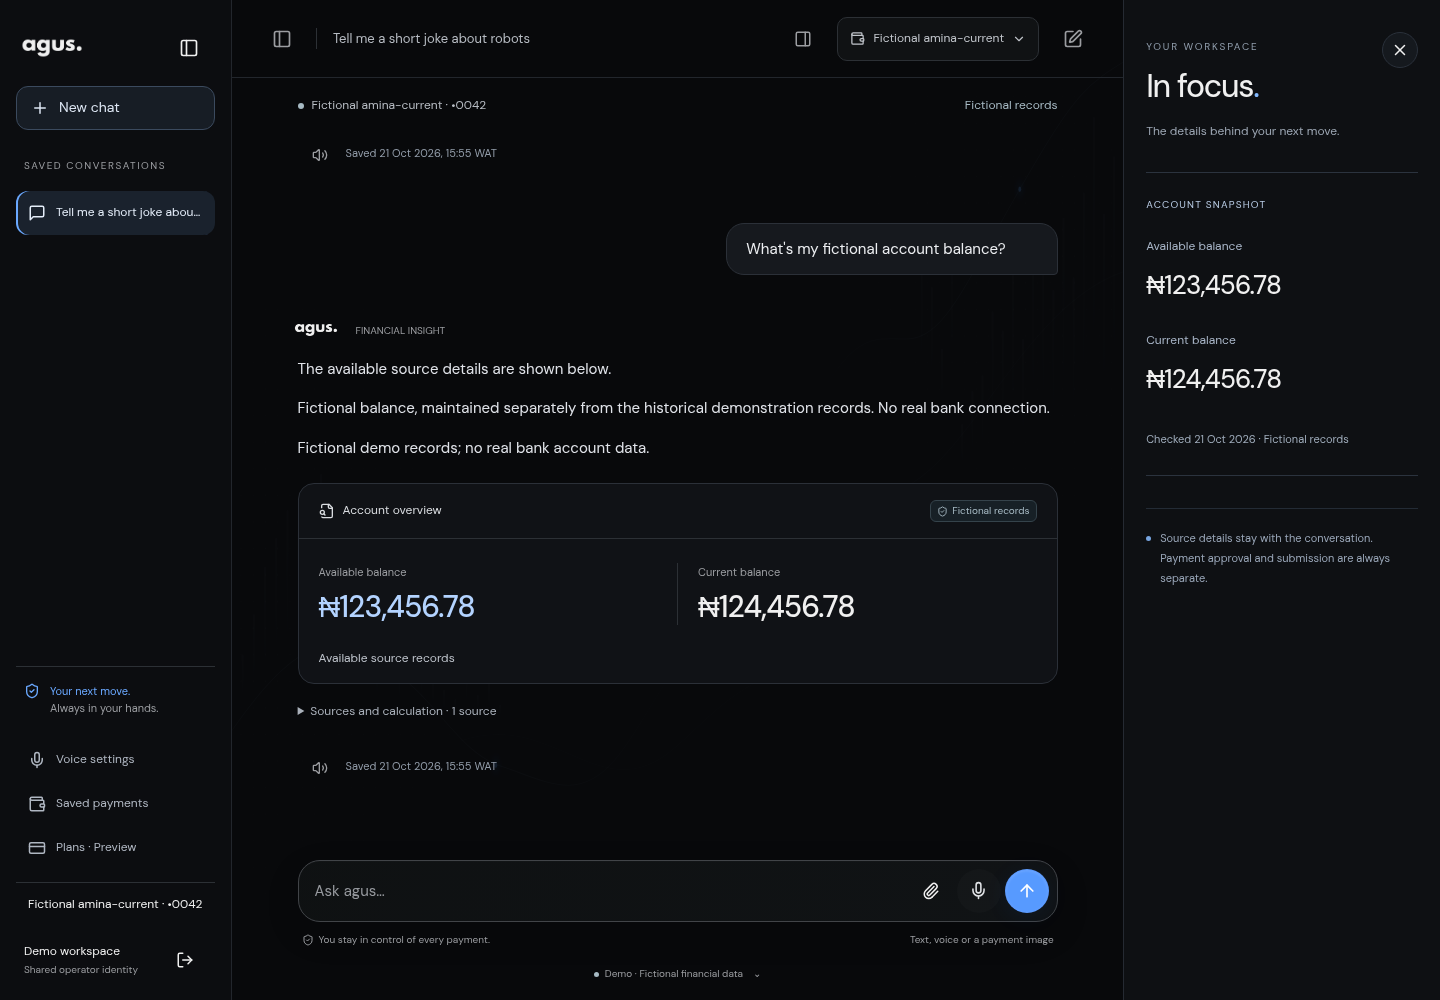 agus.
New chat
SAVED CONVERSATIONS
Tell me a short joke abou...
Your next move.
Always in your hands.
Voice settings
Saved payments
Plans · Preview
Fictional amina-current · •0042
Demo workspace
Shared operator identity
Tell me a short joke about robots
Fictional amina-current
Fictional amina-current · •0042
Fictional records
Saved 21 Oct 2026, 15:55 WAT
What's my fictional account balance?
agus. FINANCIAL INSIGHT
The available source details are shown below.
Fictional balance, maintained separately from the historical demonstration records. No real bank connection.
Fictional demo records; no real bank account data.
Account overview
Fictional records
Available balance
₦123,456.78
Current balance
₦124,456.78
Available source records
Sources and calculation · 1 source
Saved 21 Oct 2026, 15:55 WAT
Ask agus...
You stay in control of every payment.
Text, voice or a payment image
Demo · Fictional financial data
YOUR WORKSPACE
In focus.
The details behind your next move.
ACCOUNT SNAPSHOT
Available balance
₦123,456.78
Current balance
₦124,456.78
Checked 21 Oct 2026 · Fictional records
Source details stay with the conversation.
Payment approval and submission are always
separate.